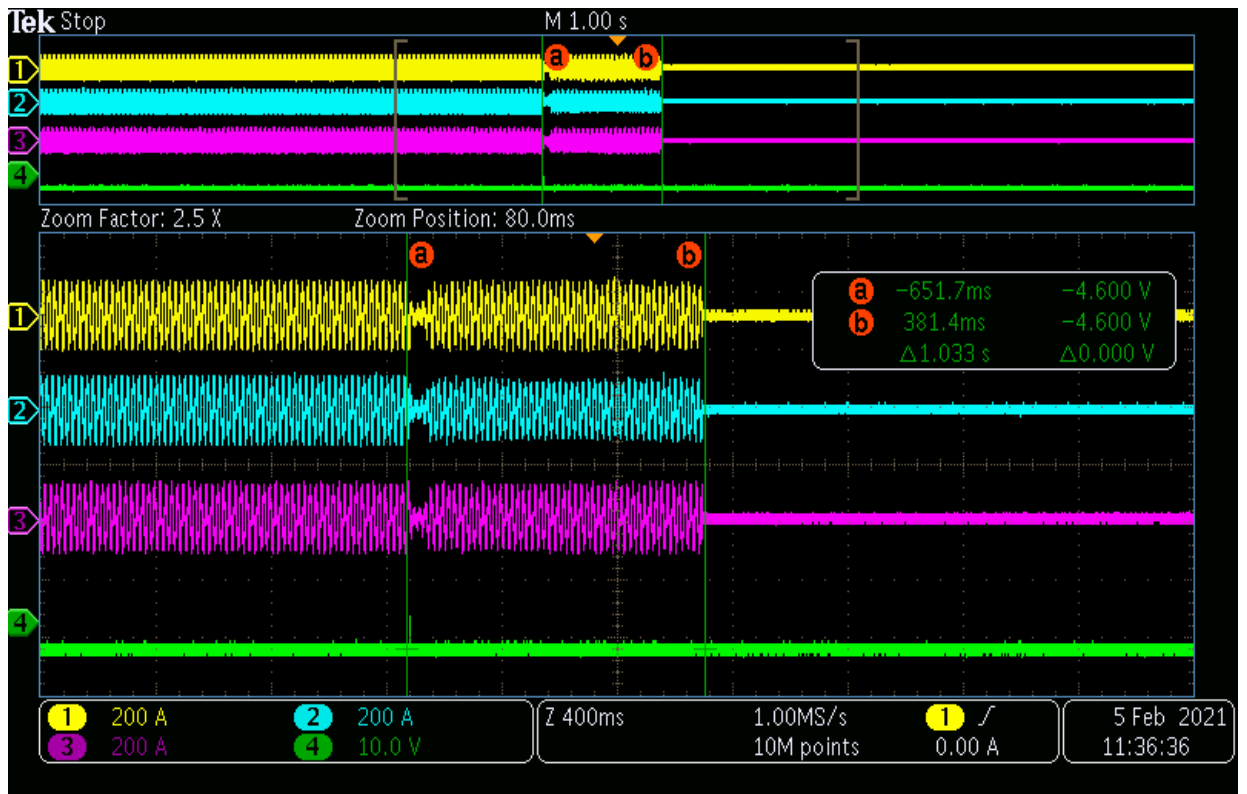 Tek Stop M 1.00 s
a b
1
2
3
4
Zoom Factor: 2.5 X Zoom Position: 80.0ms
a b
a -651.7ms -4.600 V
1
b 381.4ms -4.600 V
Δ1.033 s Δ0.000 V
2
3
4
1 200 A 2 200 A Z 400ms 1.00MS/s 1 5 Feb 2021
3 200 A 4 10.0 V 10M points 0.00 A 11:36:36